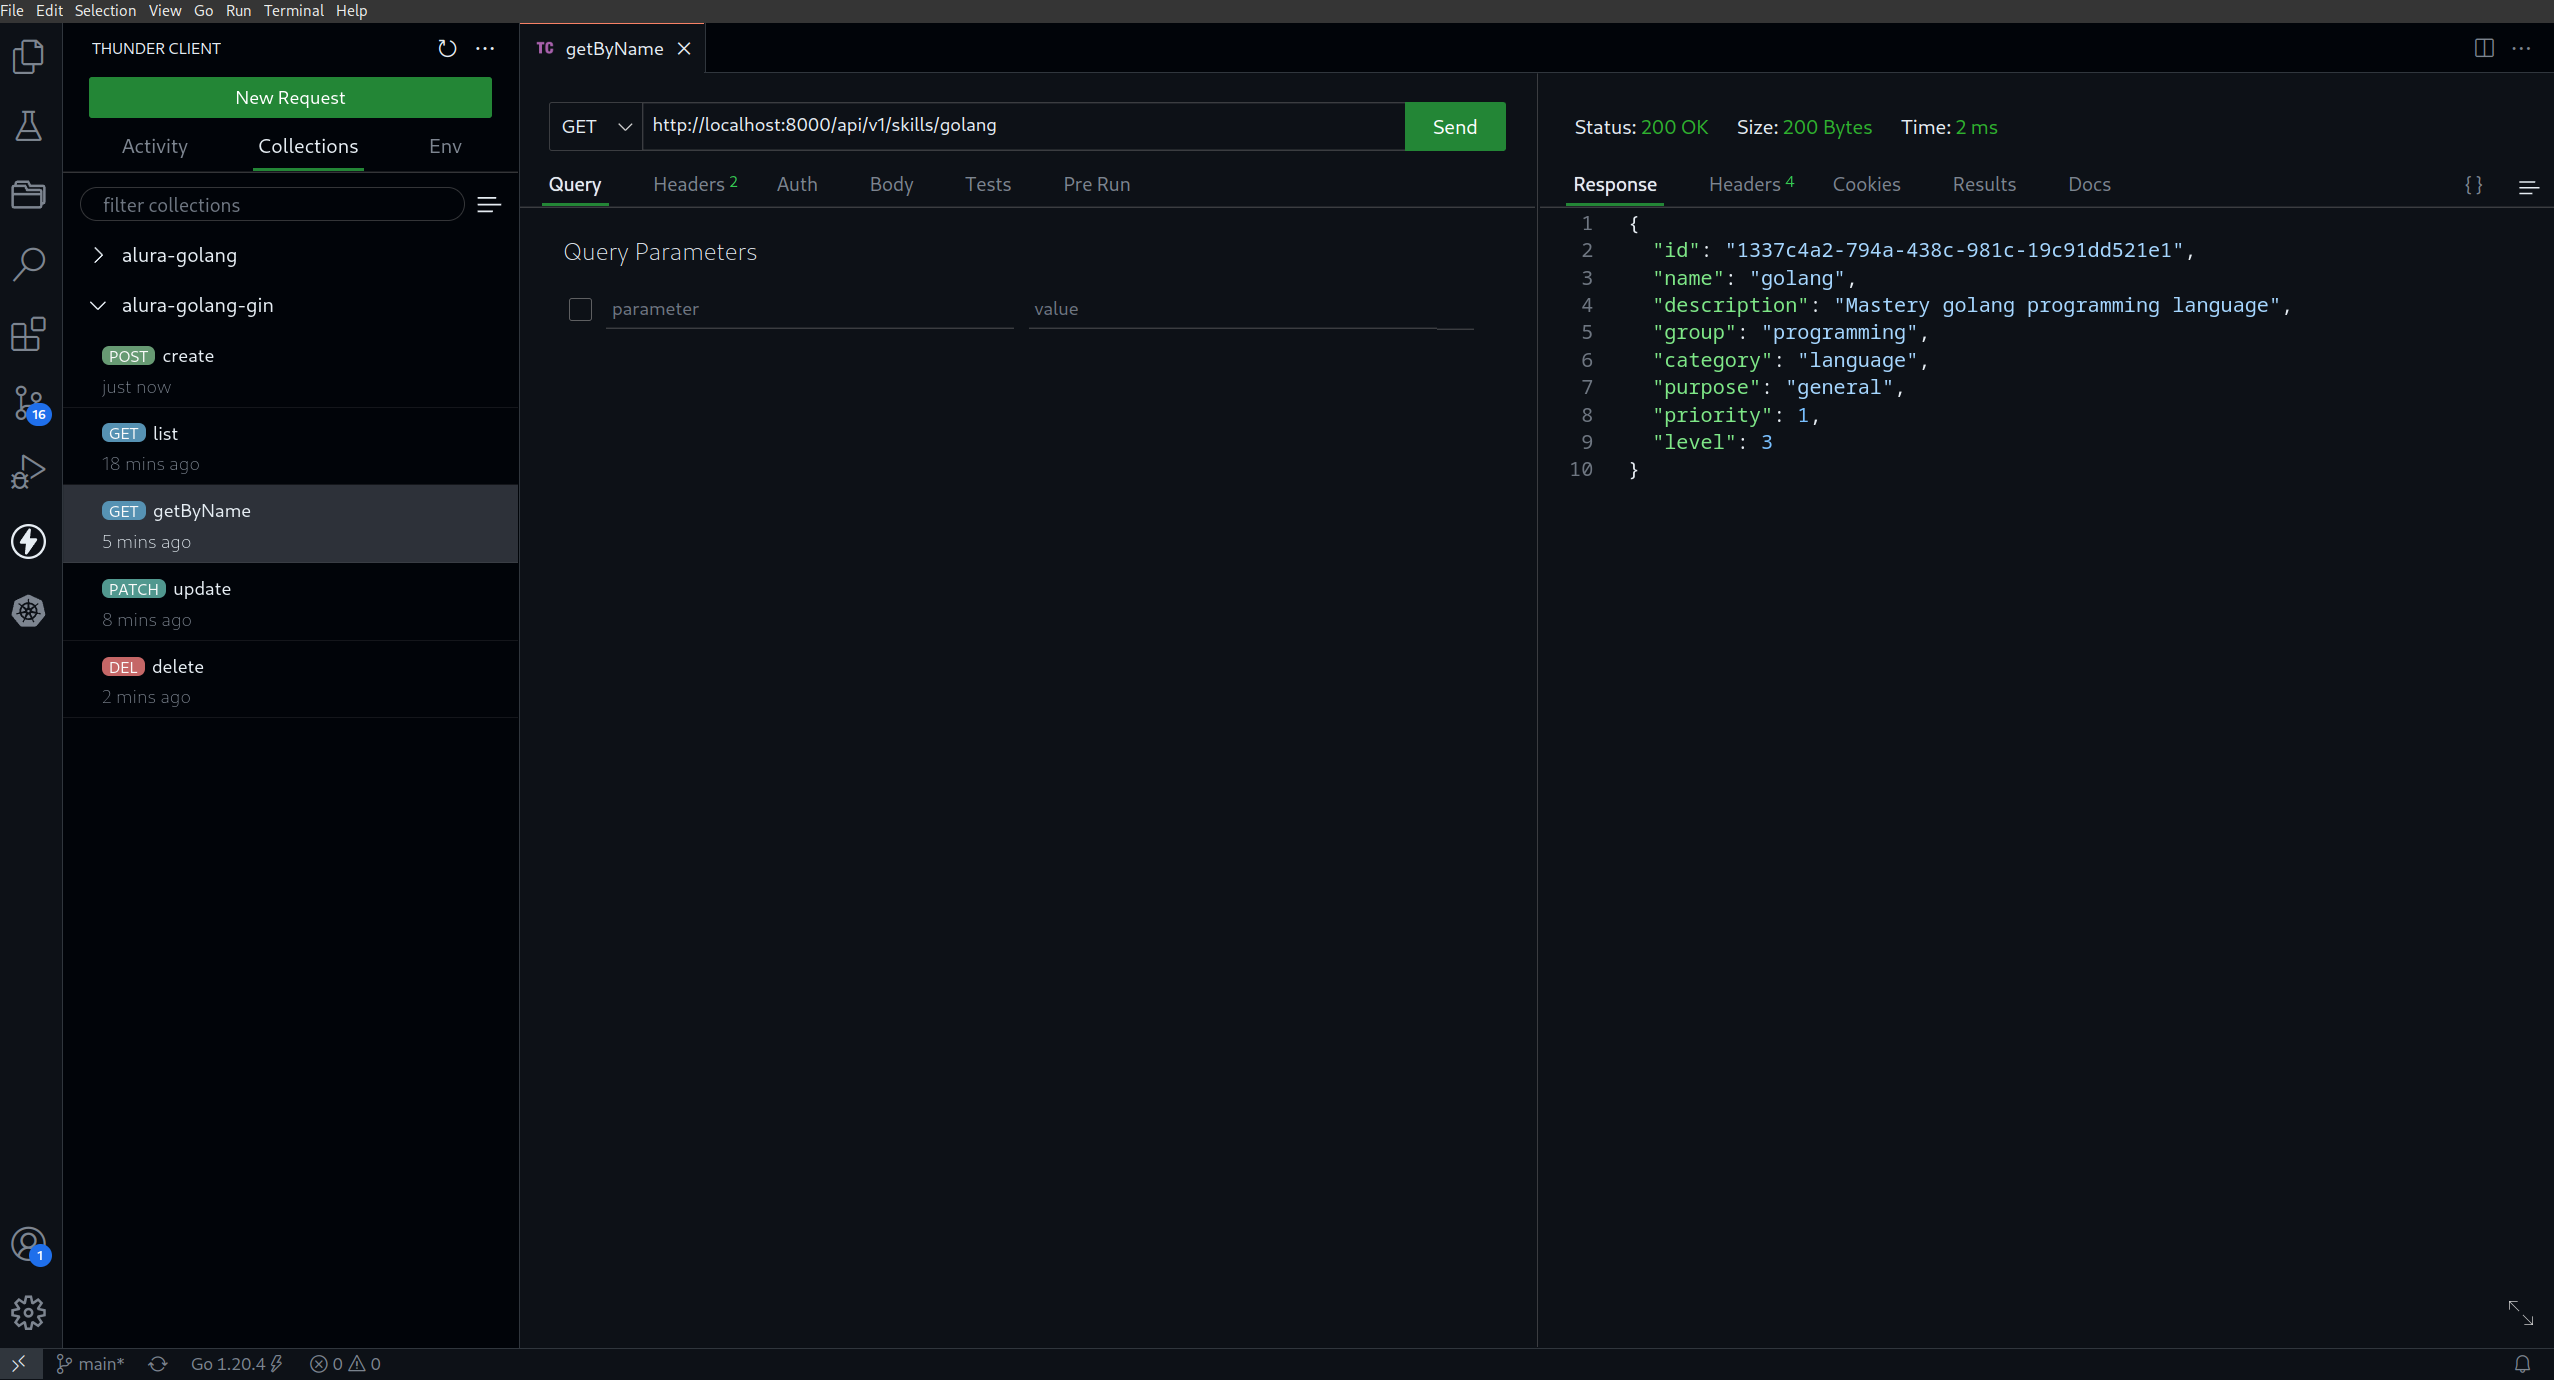 File Edit Selection View Go Run Terminal Help
THUNDER CLIENT
New Request
Activity Collections Env
filter collections
alura-golang
alura-golang-gin
POST create
just now
GET list
18 mins ago
GET getByName
5 mins ago
PATCH update
8 mins ago
DEL delete
2 mins ago
16
1
TC getByName
GET http://localhost:8000/api/v1/skills/golang Send
Query Headers 2 Auth Body Tests Pre Run
Query Parameters
parameter value
Status: 200 OK Size: 200 Bytes Time: 2 ms
Response Headers 4 Cookies Results Docs {}
1 {
2 "id": "1337c4a2-794a-438c-981c-19c91dd521e1",
3 "name": "golang",
4 "description": "Mastery golang programming language",
5 "group": "programming",
6 "category": "language",
7 "purpose": "general",
8 "priority": 1,
9 "level": 3
10 }
main* Go 1.20.4 0 0